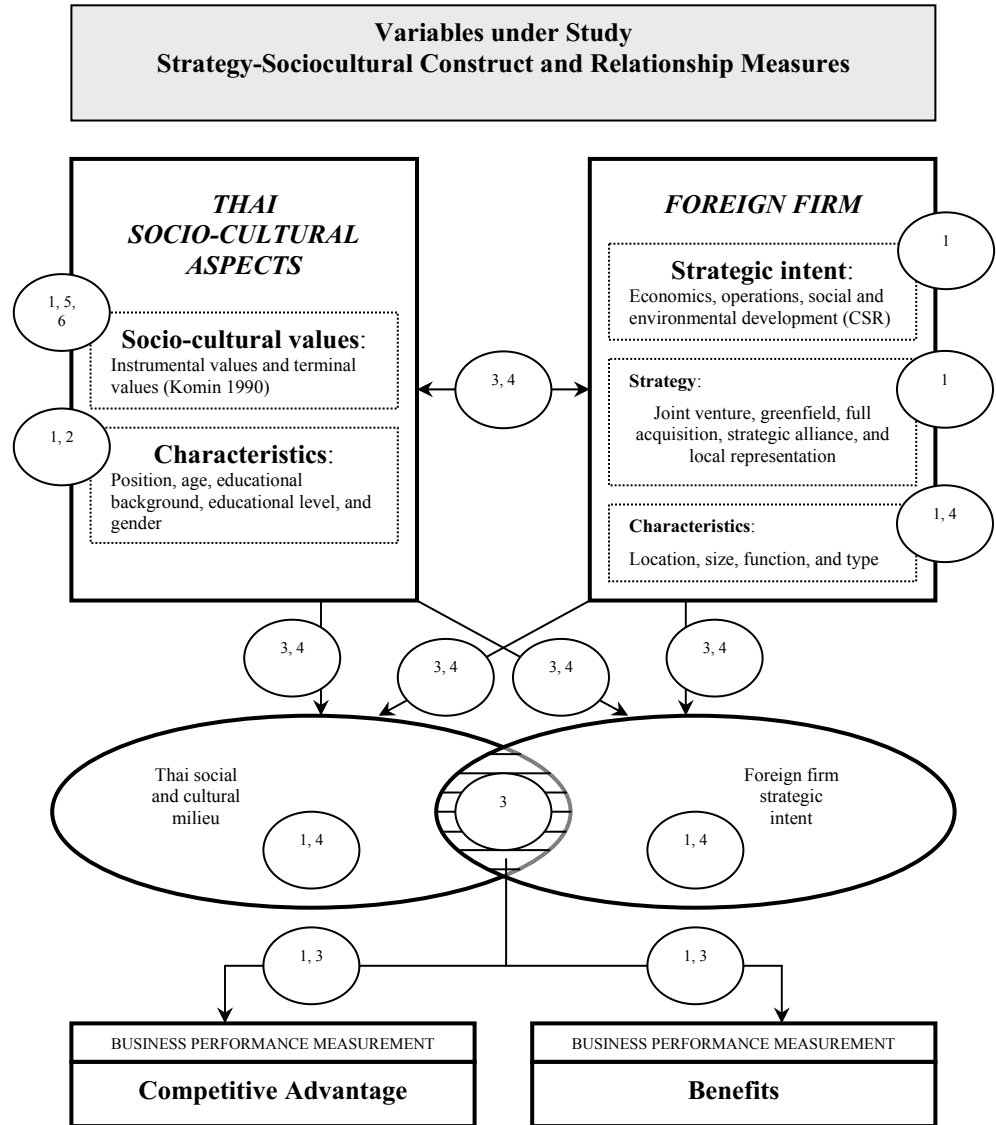 Variables under Study
Strategy-Sociocultural Construct and Relationship Measures
THAI
SOCIO-CULTURAL
ASPECTS
1, 5,
6
Socio-cultural values:
Instrumental values and terminal
values (Komin 1990)
1, 2
Characteristics:
Position, age, educational
background, educational level, and
gender
3, 4
FOREIGN FIRM
1
Strategic intent:
Economics, operations, social and
environmental development (CSR)
1
Strategy:
Joint venture, greenfield, full
acquisition, strategic alliance, and
local representation
1, 4
Characteristics:
Location, size, function, and type
3, 4
3, 4
3, 4
3, 4
Thai social
and cultural
milieu
1, 4
3
Foreign firm
strategic
intent
1, 4
1, 3
1, 3
BUSINESS PERFORMANCE MEASUREMENT
Competitive Advantage
BUSINESS PERFORMANCE MEASUREMENT
Benefits